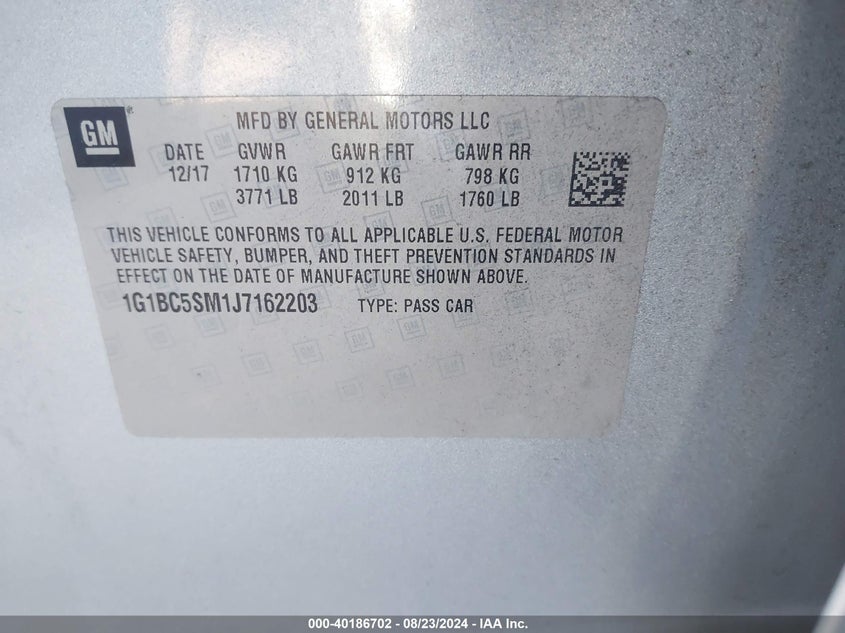 GM
MFD BY GENERAL MOTORS LLC
DATE GVWR GAWR FRT GAWR RR
12/17 1710 KG 912 KG 798 KG
3771 LB 2011 LB 1760 LB
THIS VEHICLE CONFORMS TO ALL APPLICABLE U.S. FEDERAL MOTOR
VEHICLE SAFETY, BUMPER, AND THEFT PREVENTION STANDARDS IN
EFFECT ON THE DATE OF MANUFACTURE SHOWN ABOVE.
1G1BC5SM1J7162203 TYPE: PASS CAR
000-40186702 - 08/23/2024 - IAA Inc.